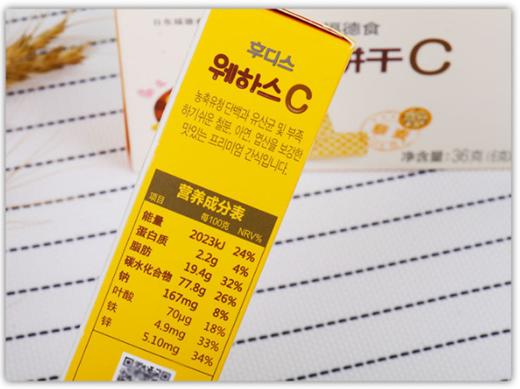 福德食
饼干C
净含量: 36克 (6克
후디스
웨하스C
농축유청 단백과 유산균 및 부족
하기쉬운 철분, 아연, 엽산을 보강한
맛있는 프리미엄 간식입니다.
营养成分表
项目 每100克 NRV%
能量 2023kJ 24%
蛋白质 2.2g 4%
脂肪 19.4g 32%
碳水化合物 77.8g 26%
钠 167mg 8%
叶酸 70μg 18%
铁 4.9mg 33%
锌 5.10mg 34%